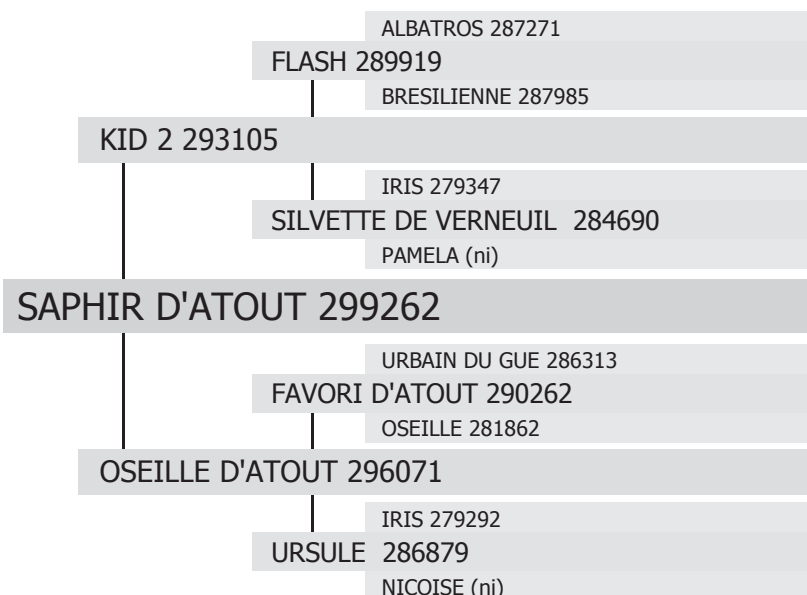 ALBATROS 287271
FLASH 289919
BRESILIENNE 287985
KID 2 293105
IRIS 279347
SILVETTE DE VERNEUIL 284690
PAMELA (ni)
SAPHIR D'ATOUT 299262
URBAIN DU GUE 286313
FAVORI D'ATOUT 290262
OSEILLE 281862
OSEILLE D'ATOUT 296071
IRIS 279292
URSULE 286879
NICOISE (ni)